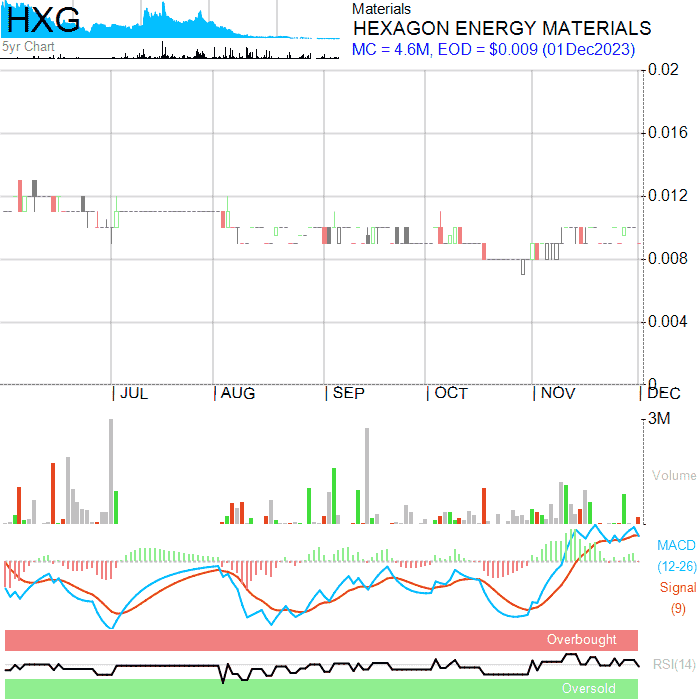 HXG
5yr Chart
Materials
HEXAGON ENERGY MATERIALS
MC = 4.6M, EOD = $0.009 (01Dec2023)
0.02
0.016
0.012
0.008
0.004
0
JUL AUG SEP OCT NOV DEC
3M
Volume
MACD
(12-26)
Signal
(9)
Overbought
RSI(14)
Oversold